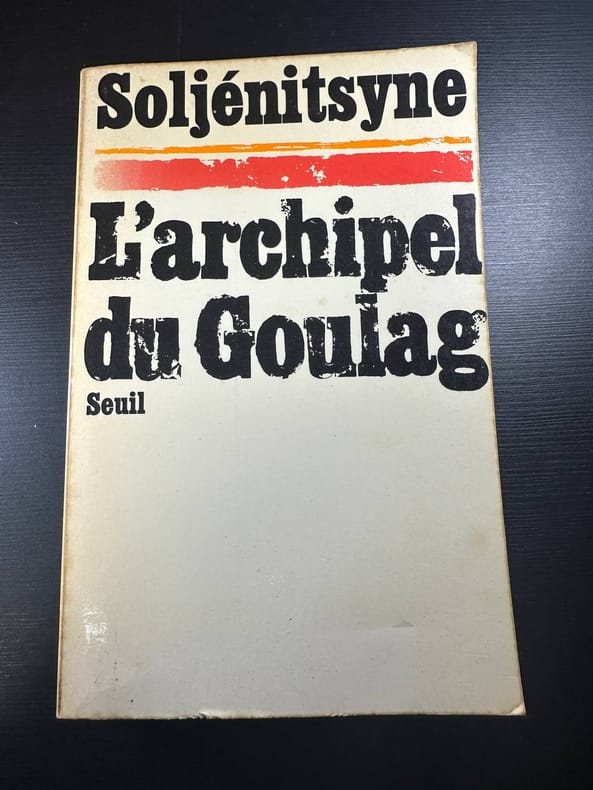 Soljénitsyne
L'archipel
du Goulag
Seuil